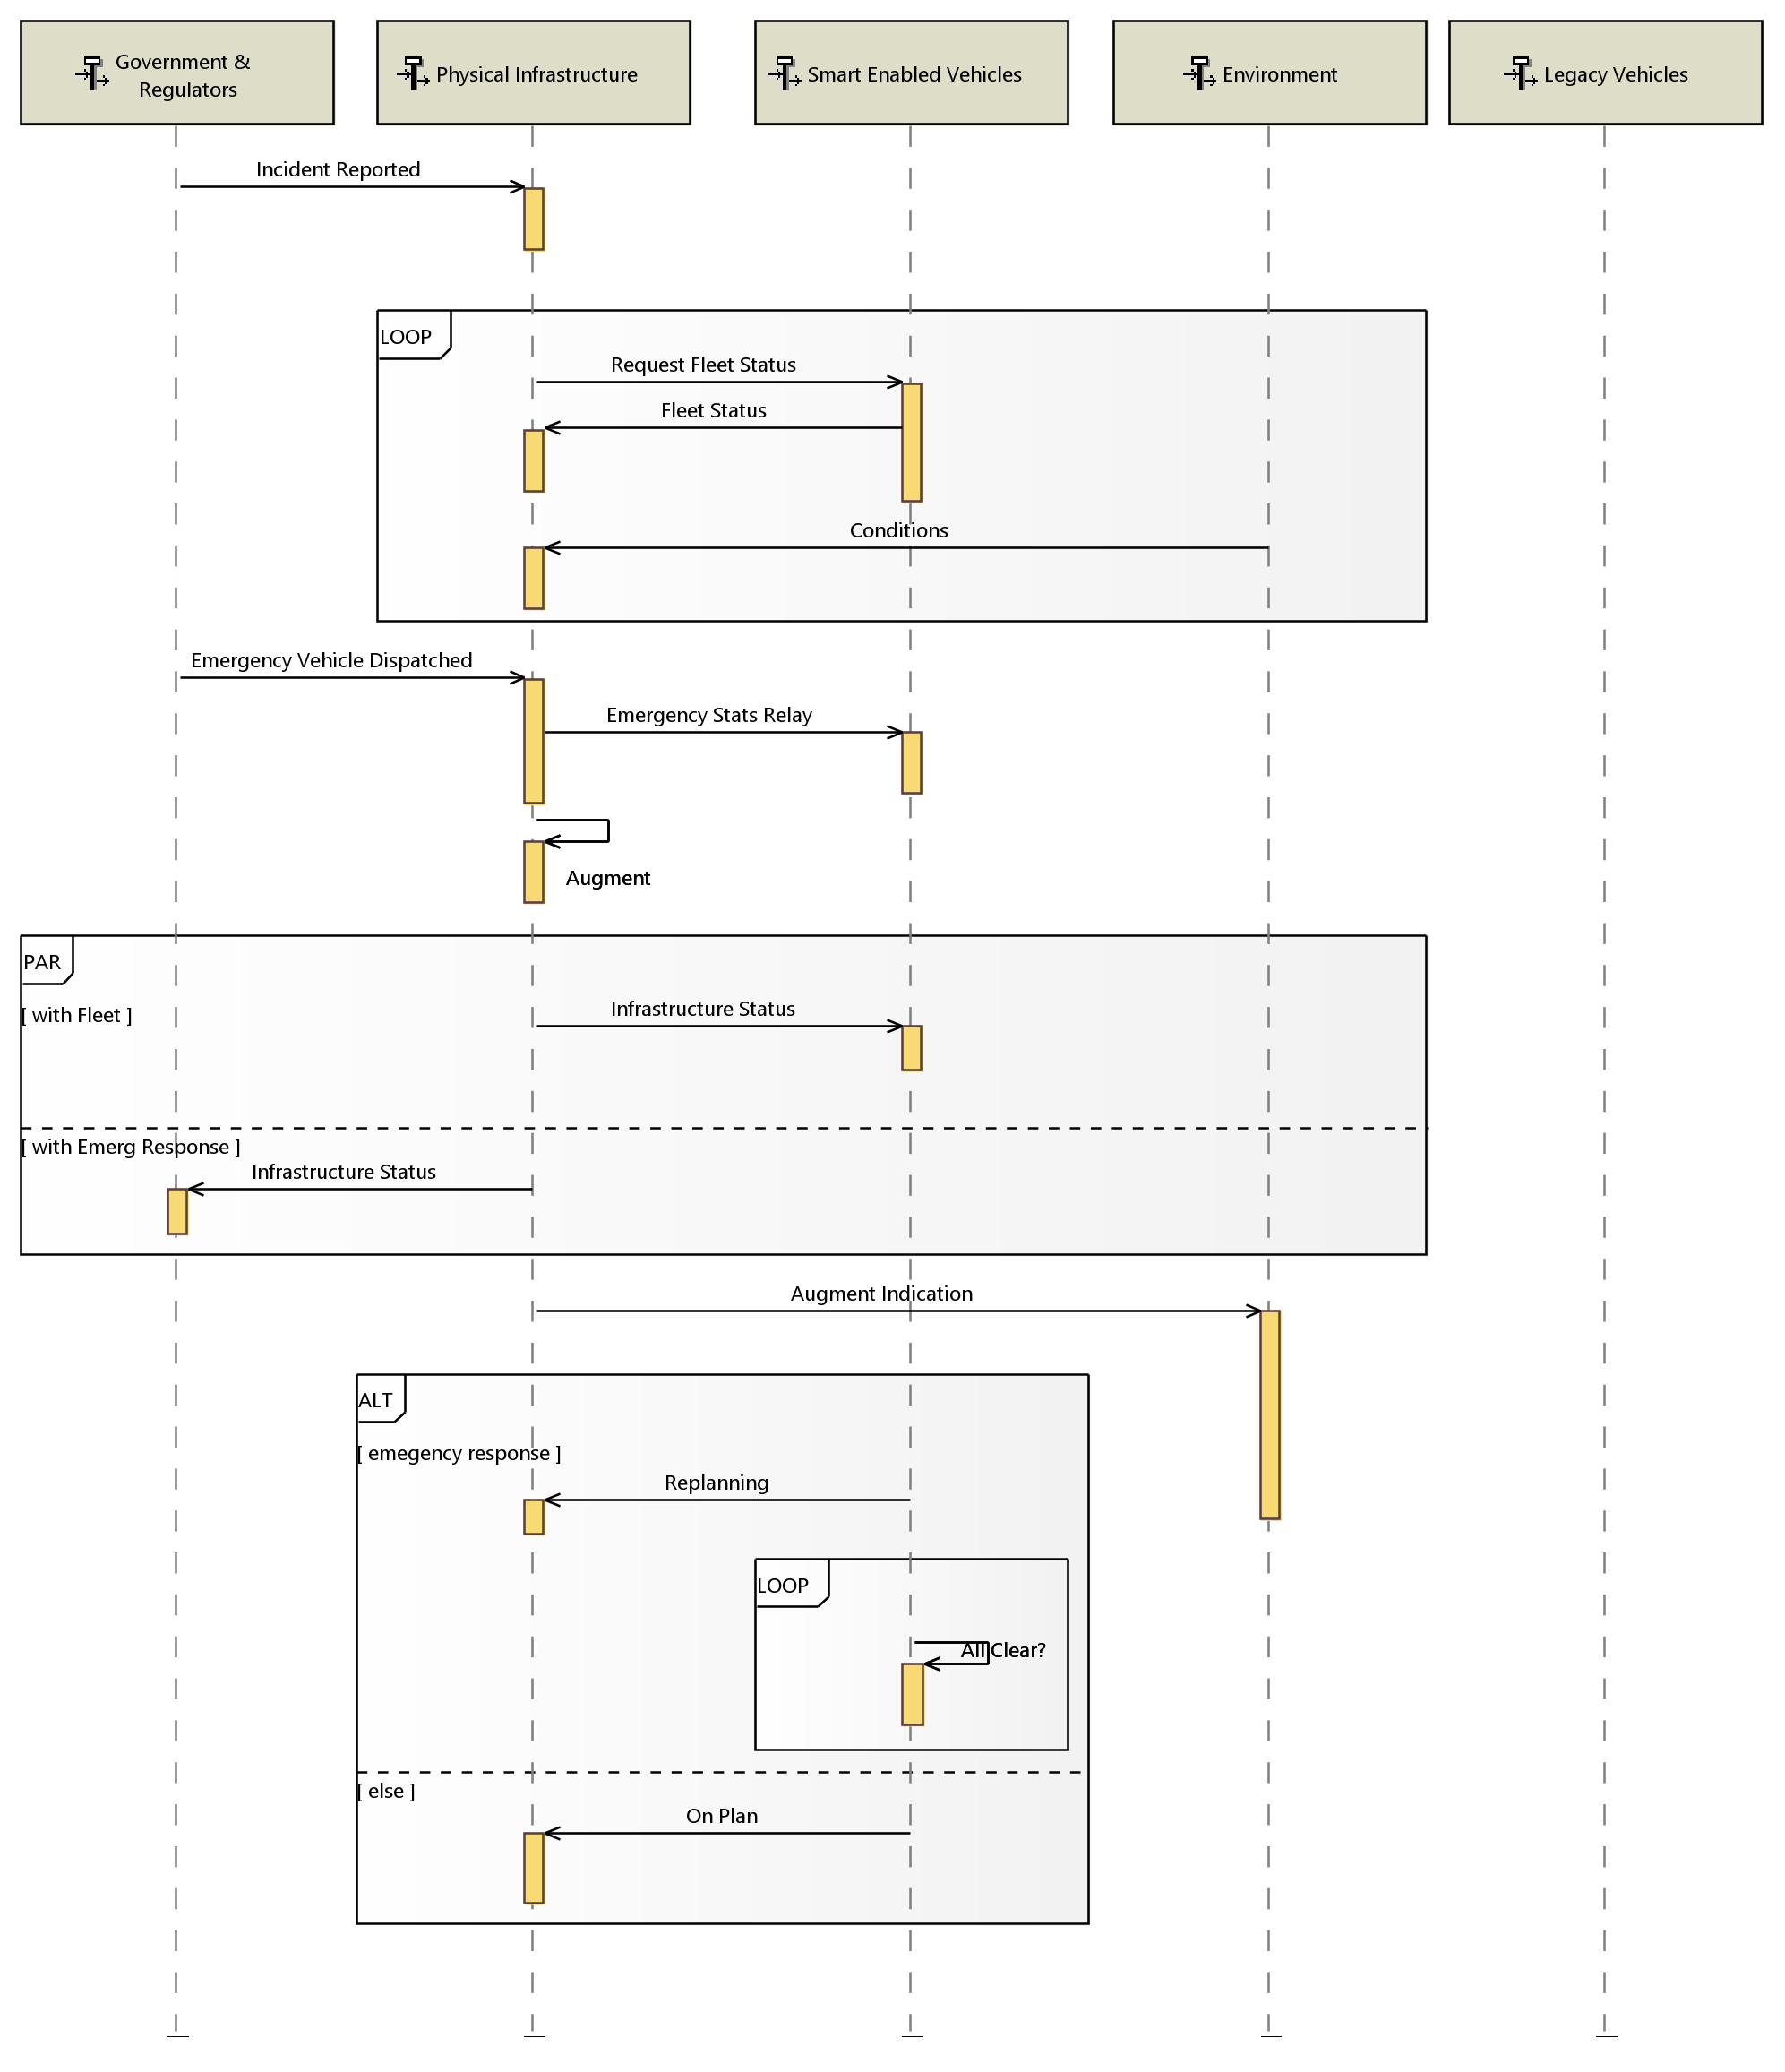 Government &
Regulators
Physical Infrastructure
Smart Enabled Vehicles
Environment
Legacy Vehicles
Incident Reported
LOOP
Request Fleet Status
Fleet Status
Conditions
Emergency Vehicle Dispatched
Emergency Stats Relay
Augment
PAR
[ with Fleet ]
Infrastructure Status
[ with Emerg Response ]
Infrastructure Status
Augment Indication
ALT
[ emegency response ]
Replanning
LOOP
All Clear?
[ else ]
On Plan